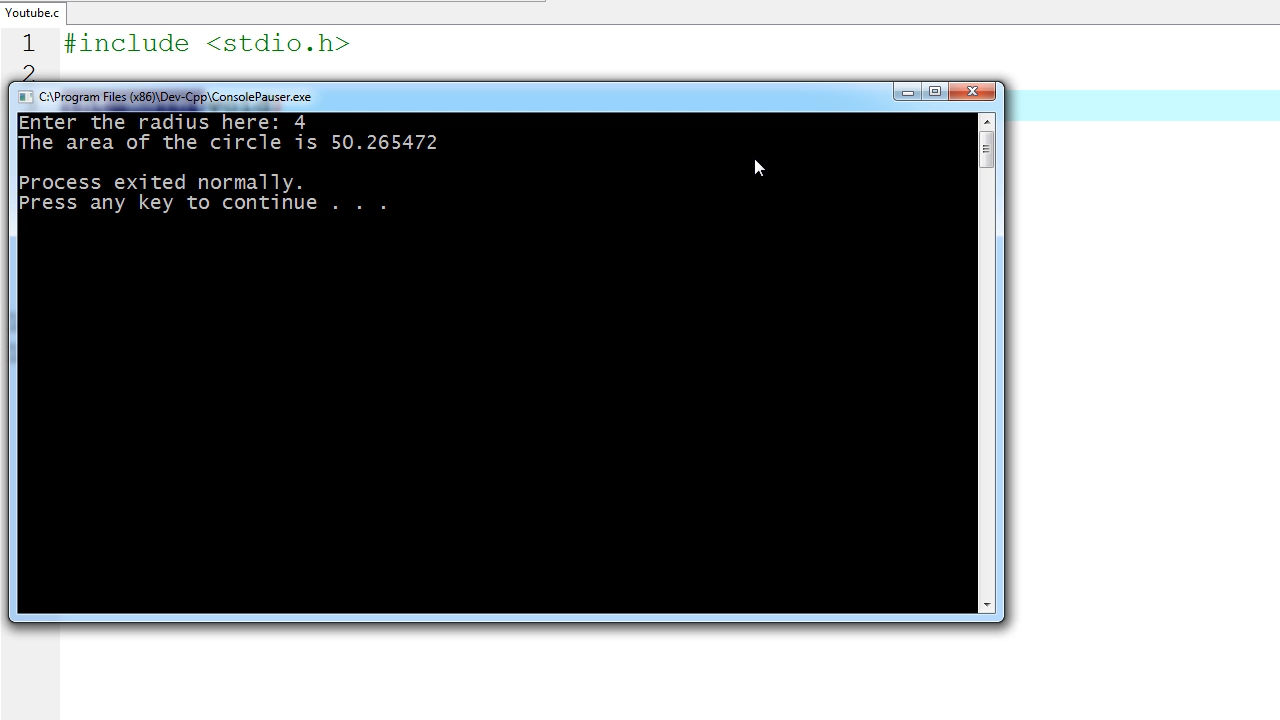 Youtube.c
1 #include <stdio.h>
2
C:\Program Files (x86)\Dev-Cpp\ConsolePauser.exe
Enter the radius here: 4
The area of the circle is 50.265472
Process exited normally.
Press any key to continue . . .